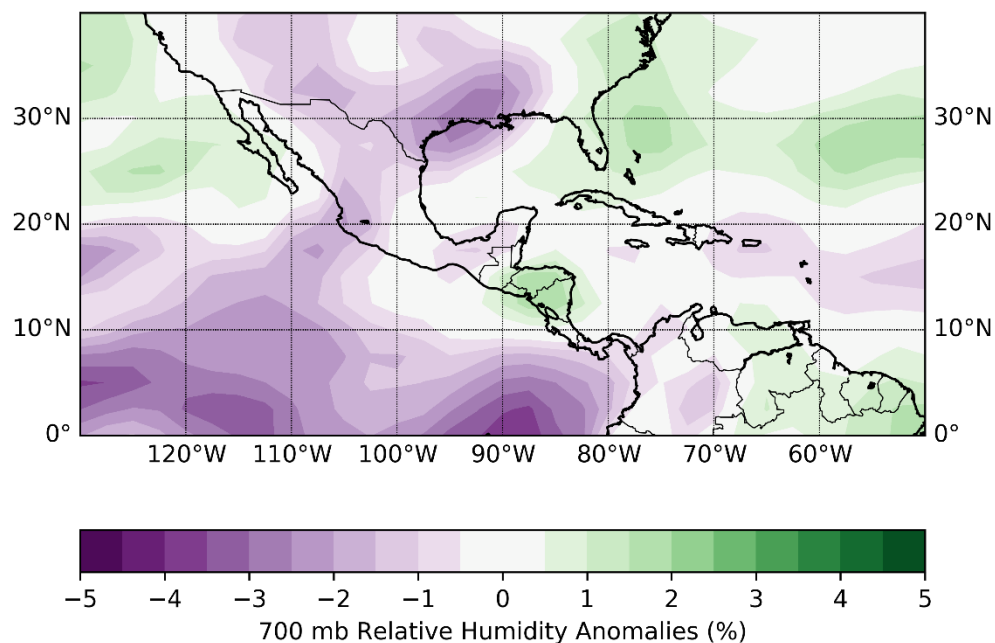 30°N 30°N
20°N 20°N
10°N 10°N
0° 0°
120°W 110°W 100°W 90°W 80°W 70°W 60°W
−5 −4 −3 −2 −1 0 1 2 3 4 5
700 mb Relative Humidity Anomalies (%)